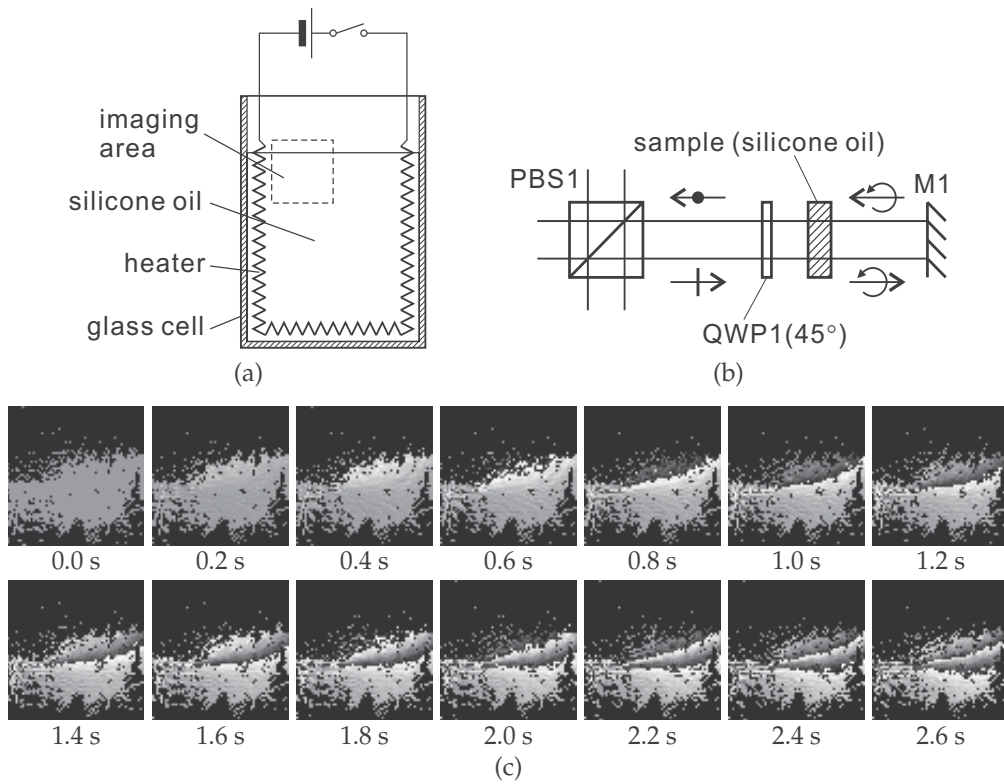 imaging
area
silicone oil
heater
glass cell
(a)
sample (silicone oil)
PBS1
M1
QWP1(45°)
(b)
0.0 s 0.2 s 0.4 s 0.6 s 0.8 s 1.0 s 1.2 s
1.4 s 1.6 s 1.8 s 2.0 s 2.2 s 2.4 s 2.6 s
(c)